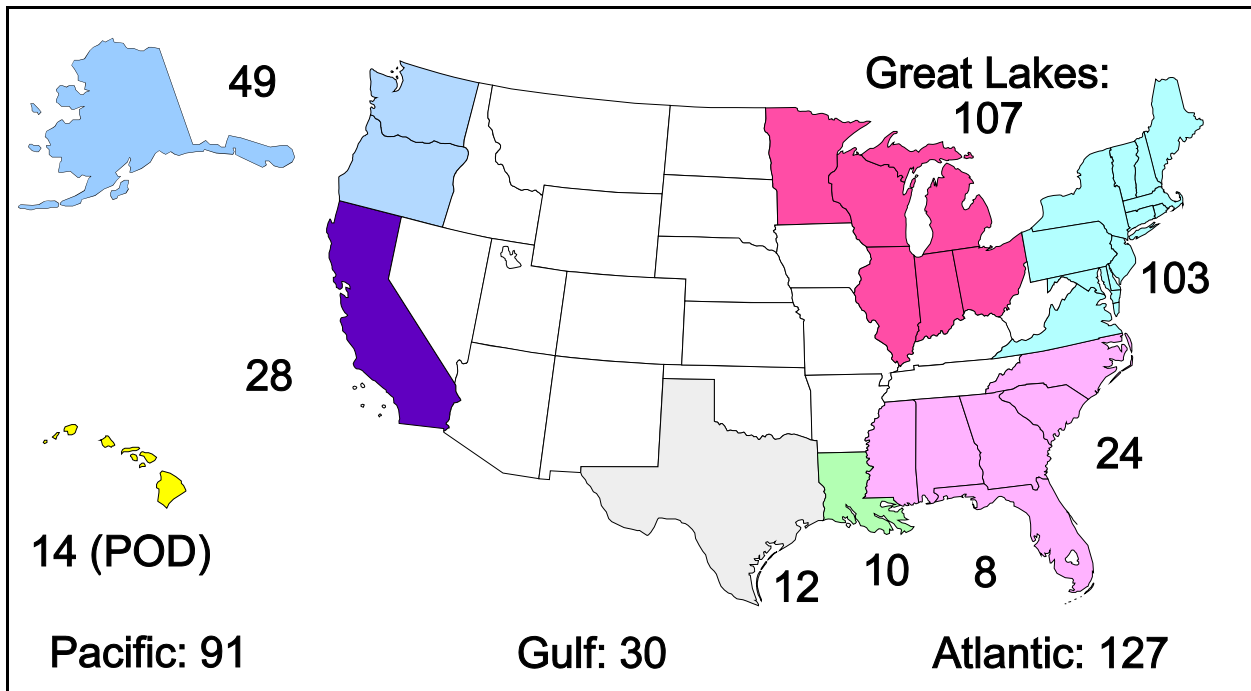 49
Great Lakes:
107
103
28
24
14 (POD)
12
10
8
Pacific: 91
Gulf: 30
Atlantic: 127